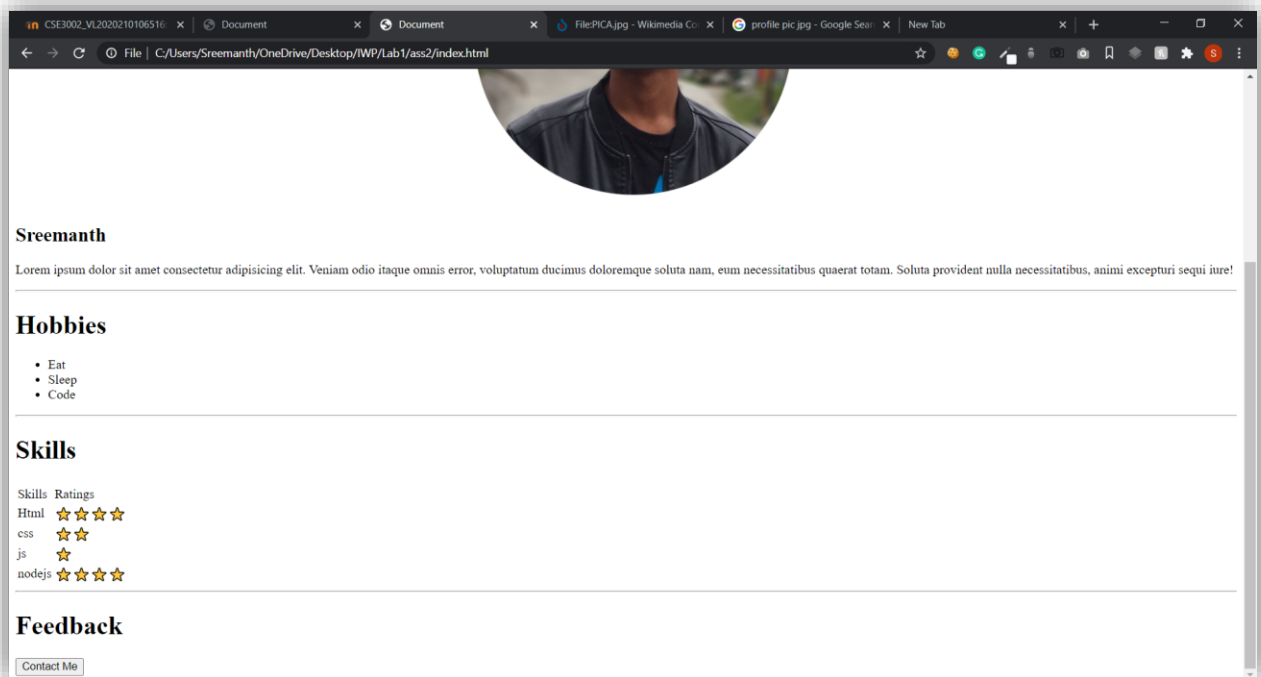 CSE3002_VL2020210106516
Document
Document
File:PICA.jpg - Wikimedia Co
profile pic jpg - Google Sear
New Tab
File | C:/Users/Sreemanth/OneDrive/Desktop/IWP/Lab1/ass2/index.html
S
Sreemanth
Lorem ipsum dolor sit amet consectetur adipisicing elit. Veniam odio itaque omnis error, voluptatum ducimus doloremque soluta nam, eum necessitatibus quaerat totam. Soluta provident nulla necessitatibus, animi excepturi sequi iure!
Hobbies
• Eat
• Sleep
• Code
Skills
Skills Ratings
Html
css
js
nodejs
Feedback
Contact Me